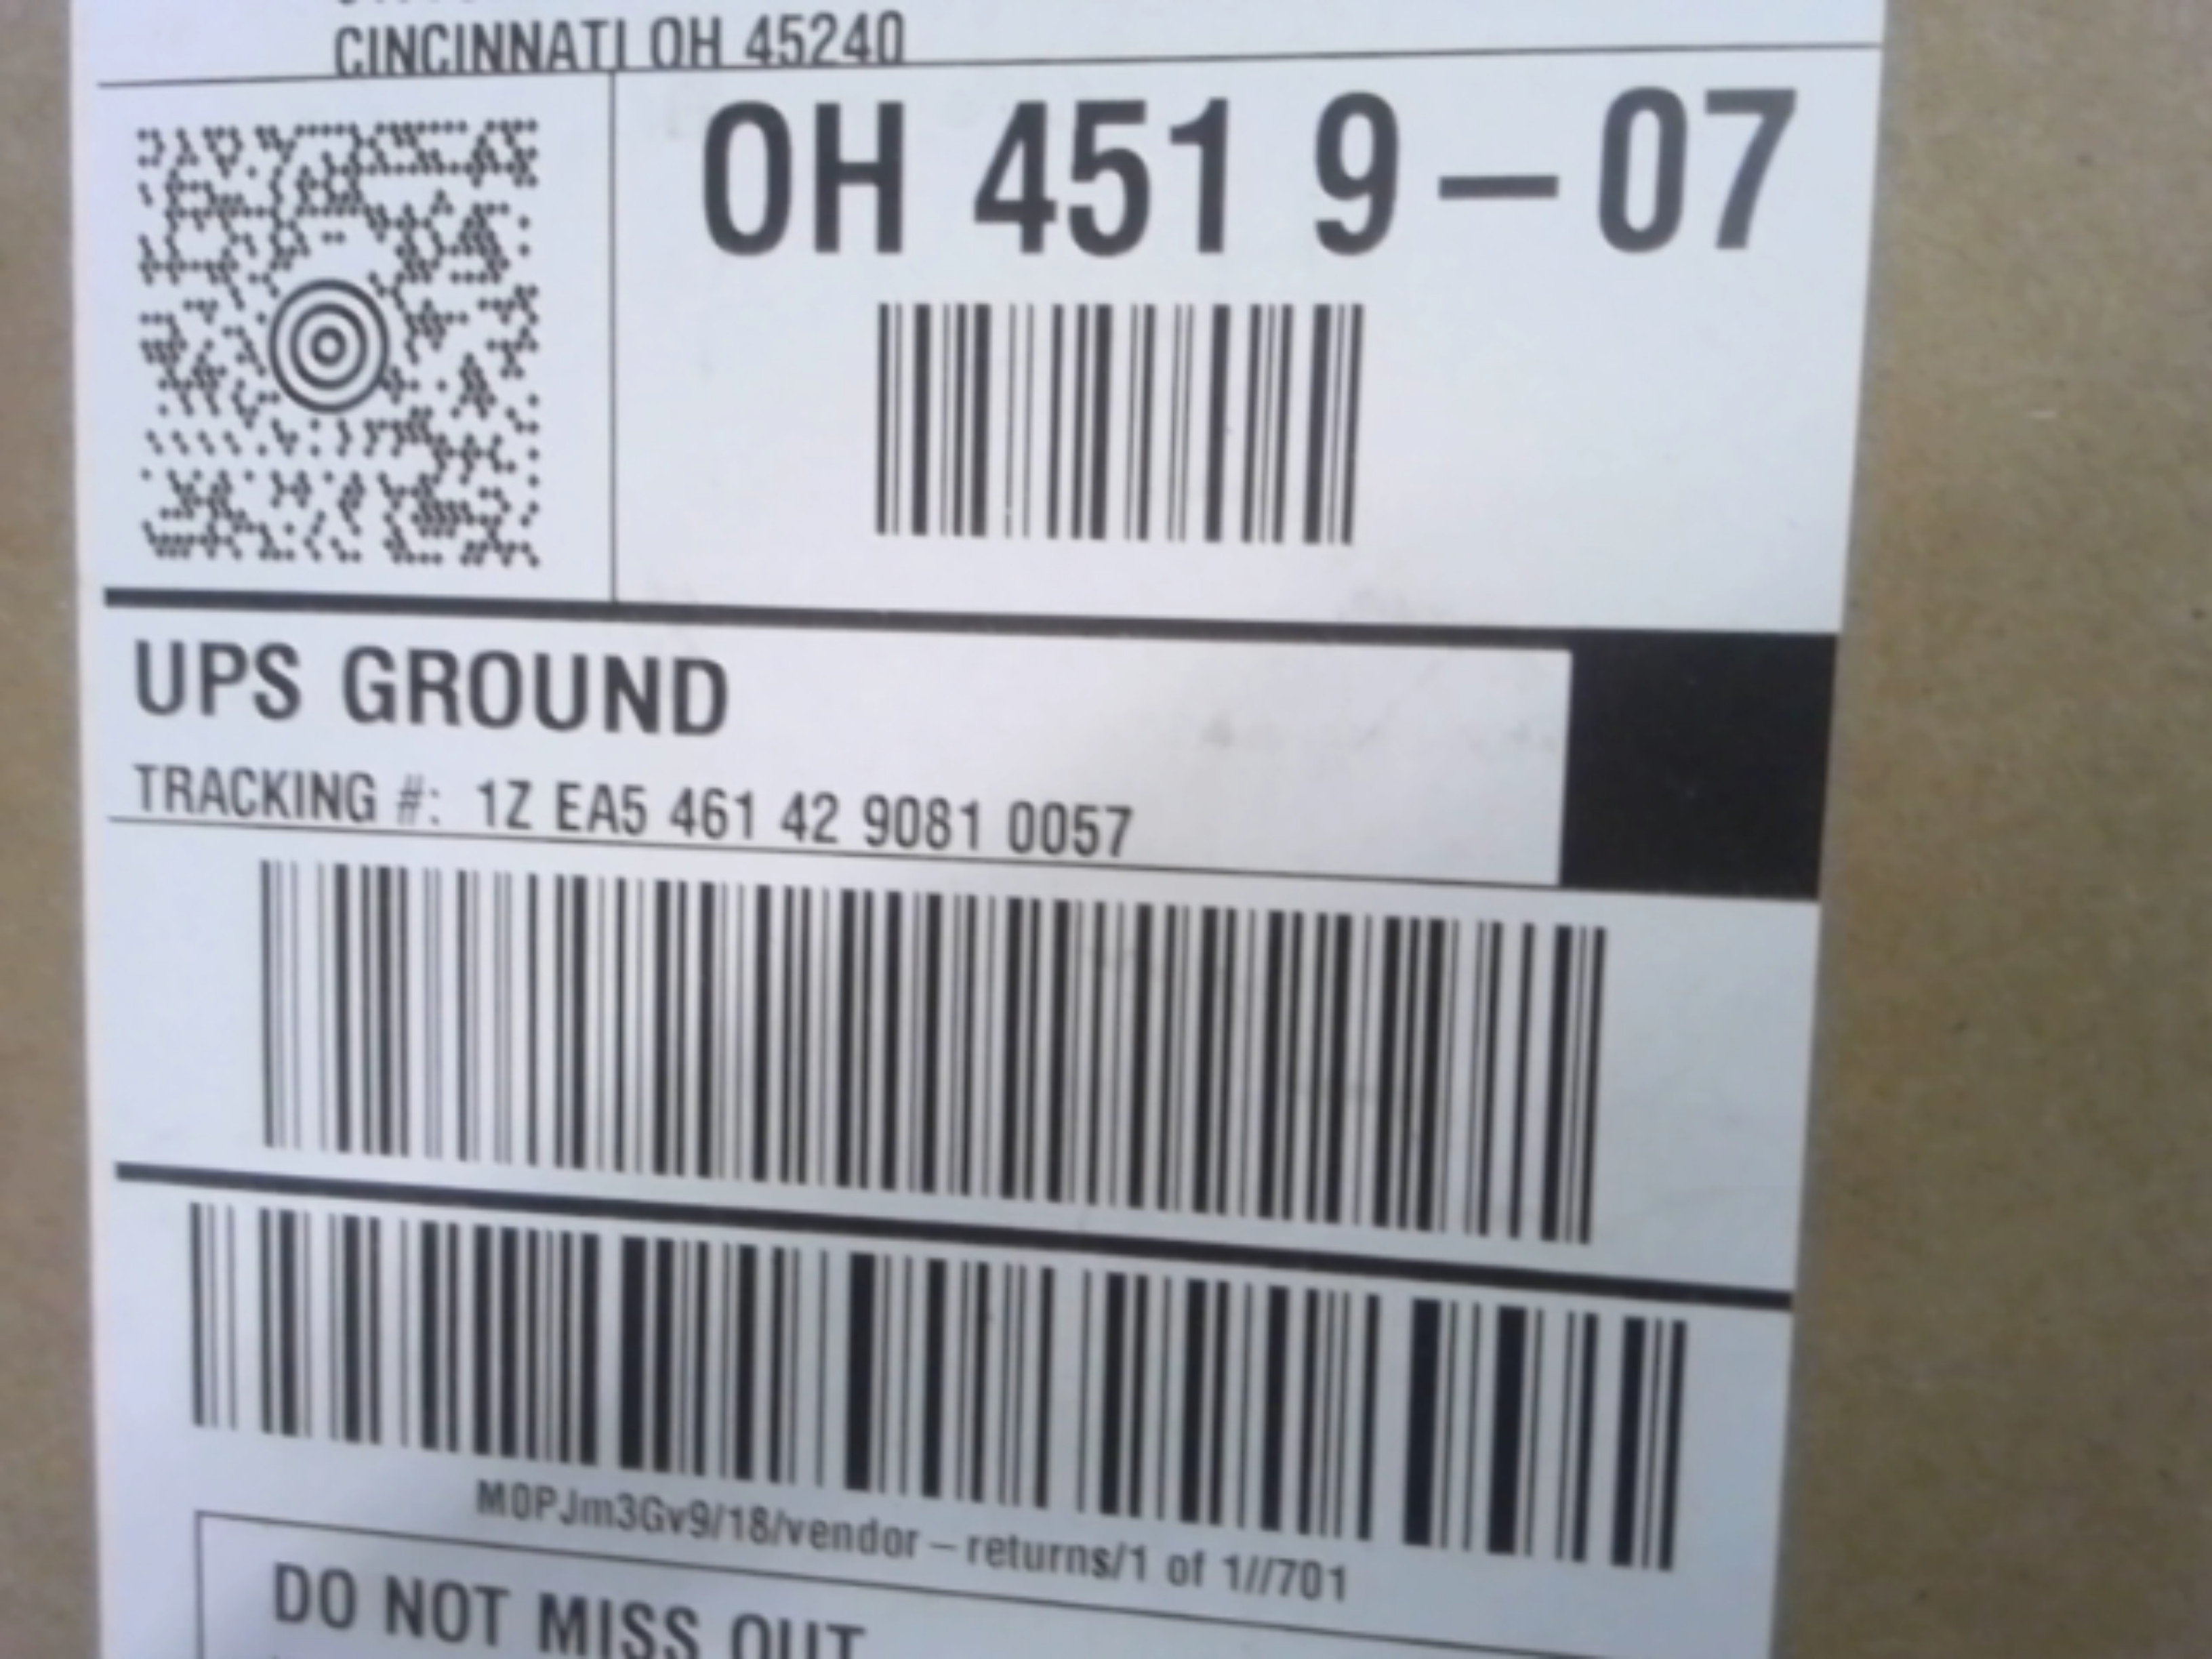 CINCINNATI OH 45240
OH 451 9-07
UPS GROUND
TRACKING #: 1Z EA5 461 42 9081 0057
M0PJm3Gv9/18/vendor-returns/1 of 1//701
DO NOT MISS OUT